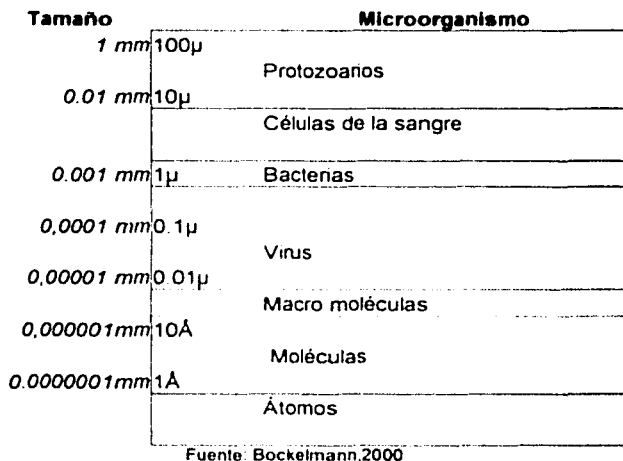 Tamaño Microorganismo
1 mm 100µ
Protozoarios
0.01 mm 10µ
Células de la sangre
0.001 mm 1µ Bacterias
0,0001 mm 0.1µ
Virus
0,00001 mm 0.01µ
Macro moléculas
0,000001mm 10Å
Moléculas
0.0000001mm 1Å
Átomos
Fuente: Bockelmann,2000